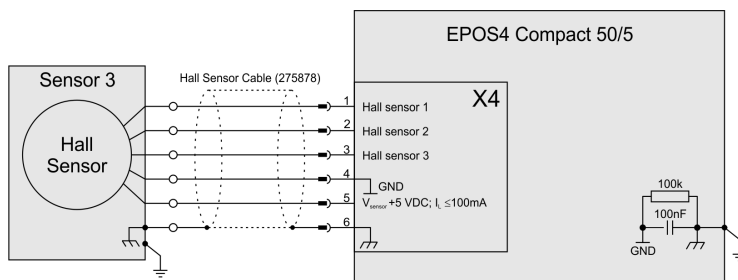 EPOS4 Compact 50/5
Sensor 3
Hall Sensor Cable (275878)
X4
Hall
Sensor
1
Hall sensor 1
2
Hall sensor 2
3
Hall sensor 3
4
GND
5
Vsensor +5 VDC; IL ≤100mA
6
100k
100nF
GND